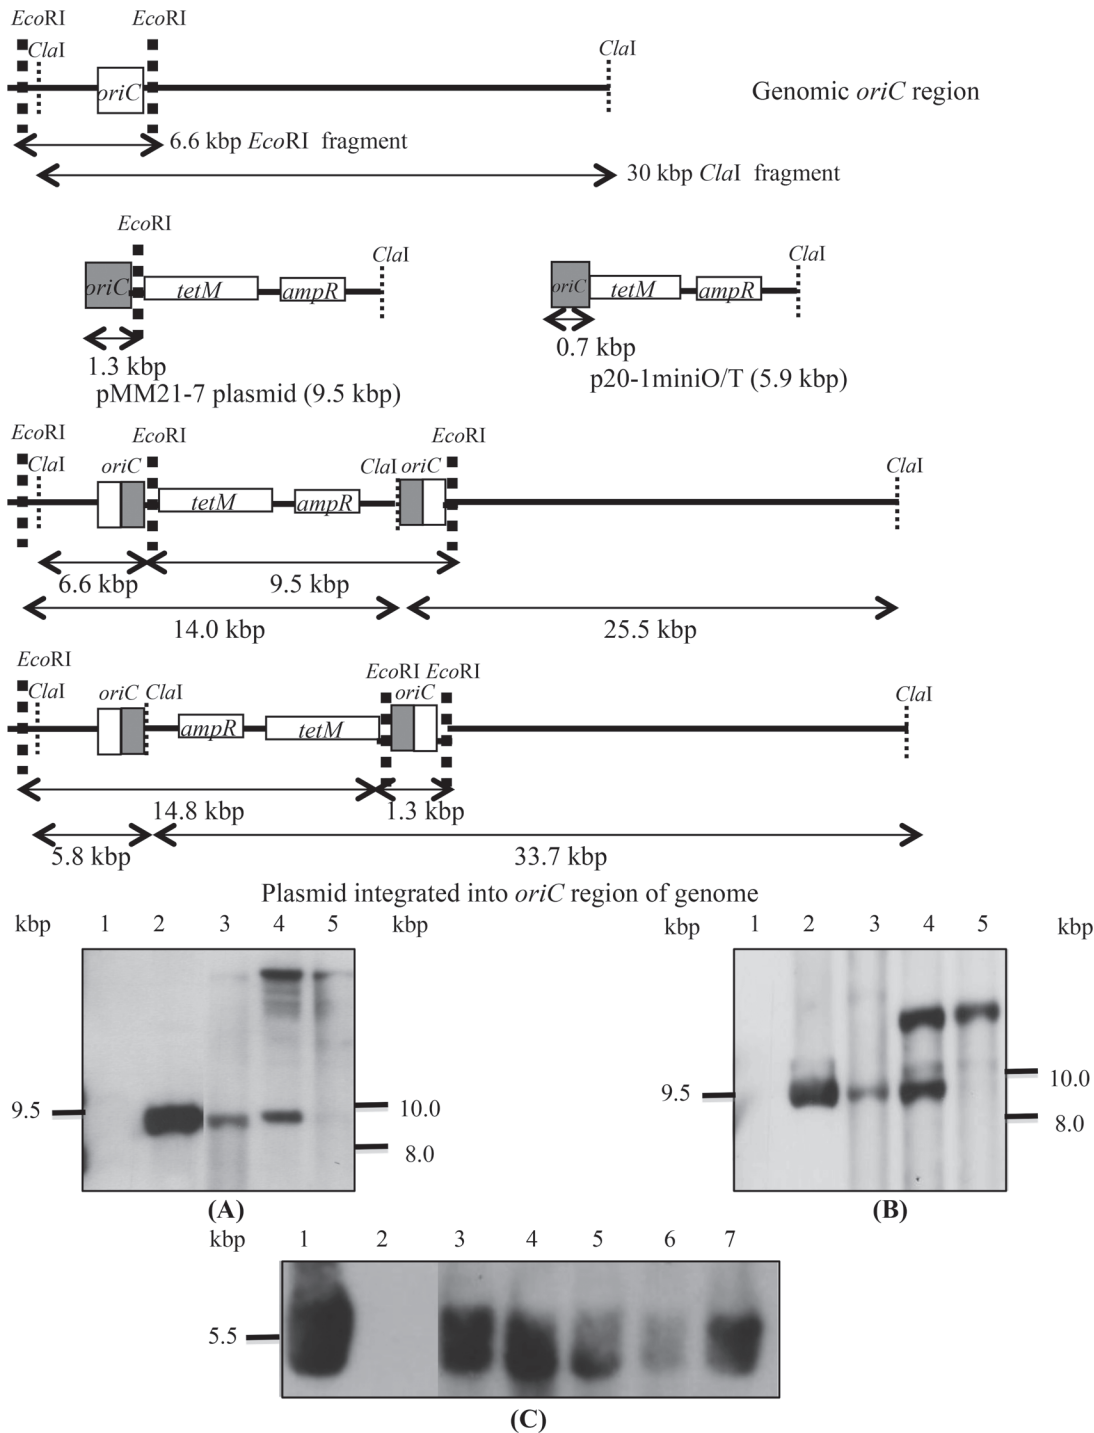 EcoRI EcoRI
ClaI ClaI
oriC
Genomic oriC region
6.6 kbp EcoRI fragment
30 kbp ClaI fragment
EcoRI
ClaI ClaI
oriC tetM ampR oriC tetM ampR
1.3 kbp 0.7 kbp
pMM21-7 plasmid (9.5 kbp) p20-1miniO/T (5.9 kbp)
EcoRI EcoRI EcoRI
ClaI oriC ClaI oriC ClaI
tetM ampR
6.6 kbp 9.5 kbp
14.0 kbp 25.5 kbp
EcoRI EcoRI EcoRI
ClaI oriC ClaI oriC ClaI
ampR tetM
14.8 kbp 1.3 kbp
5.8 kbp 33.7 kbp
Plasmid integrated into oriC region of genome
kbp 1 2 3 4 5 kbp kbp 1 2 3 4 5 kbp
9.5 10.0 9.5 10.0
8.0 8.0
(A) (B)
kbp 1 2 3 4 5 6 7
5.5
(C)